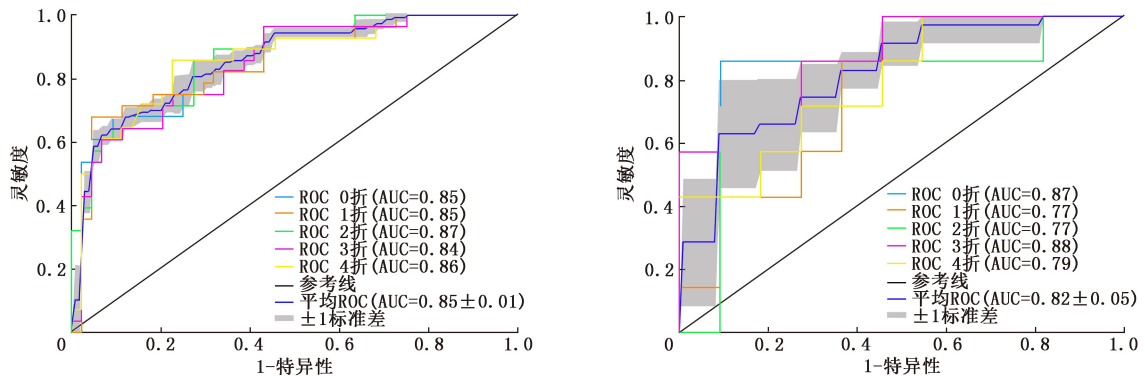 1.0
0.8
0.6
0.4
0.2
0
0.2
0.4
0.6
0.8
1.0
灵敏度
1-特异性
ROC 0折(AUC=0.85)
ROC 1折(AUC=0.85)
ROC 2折(AUC=0.87)
ROC 3折(AUC=0.84)
ROC 4折(AUC=0.86)
参考线
平均ROC(AUC=0.85±0.01)
±1标准差
1.0
0.8
0.6
0.4
0.2
0
0.2
0.4
0.6
0.8
1.0
灵敏度
1-特异性
ROC 0折(AUC=0.87)
ROC 1折(AUC=0.77)
ROC 2折(AUC=0.77)
ROC 3折(AUC=0.88)
ROC 4折(AUC=0.79)
参考线
平均ROC(AUC=0.82±0.05)
±1标准差